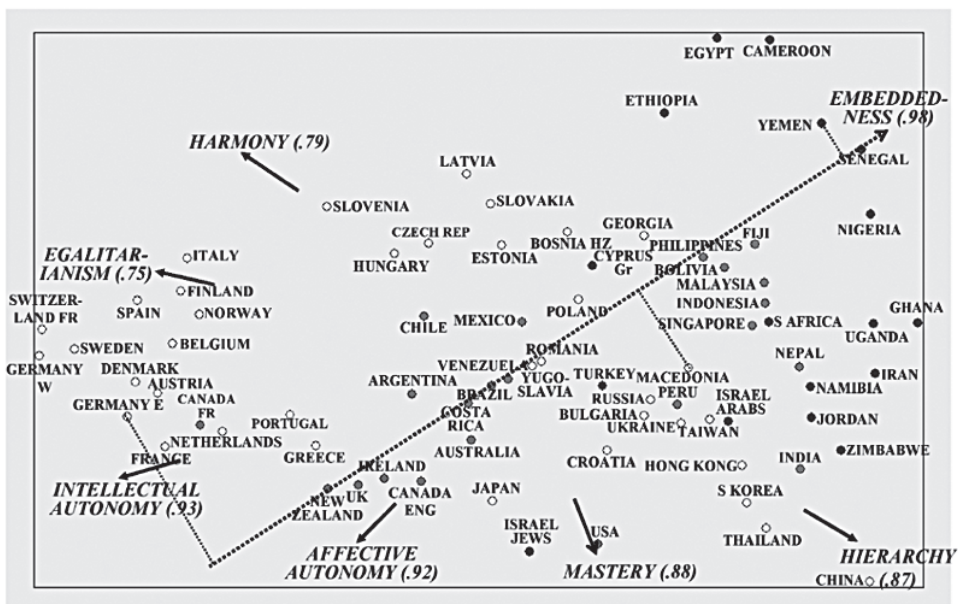 EGYPT CAMEROON
ETHIOPIA
EMBEDDED-
NESS (.98)
YEMEN
HARMONY (.79)
SENEGAL
LATVIA
SLOVENIA
SLOVAKIA
NIGERIA
GEORGIA
CZECH REP
BOSNIA HZ
PHILIPPINES
FIJI
EGALITAR-
IANISM (.75)
ITALY
HUNGARY
ESTONIA
CYPRUS
Gr
BOLIVIA
MALAYSIA
FINLAND
SWITZER-
LAND FR
SPAIN
NORWAY
POLAND
INDONESIA
GHANA
CHILE
MEXICO
SINGAPORE
S AFRICA
UGANDA
SWEDEN
BELGIUM
ROMANIA
NEPAL
GERMANY
W
DENMARK
VENEZUEL
YUGO-
SLAVIA
TURKEY
MACEDONIA
IRAN
AUSTRIA
ARGENTINA
BRAZIL
RUSSIA
PERU
ISRAEL
ARABS
NAMIBIA
GERMANY E
CANADA
FR
COSTA
RICA
BULGARIA
UKRAINE
TAIWAN
JORDAN
PORTUGAL
NETHERLANDS
FRANCE
GREECE
AUSTRALIA
CROATIA
HONG KONG
INDIA
ZIMBABWE
IRELAND
INTELLECTUAL
AUTONOMY (.93)
NEW
ZEALAND
UK
CANADA
ENG
JAPAN
S KOREA
ISRAEL
JEWS
USA
THAILAND
AFFECTIVE
AUTONOMY (.92)
MASTERY (.88)
HIERARCHY
(.87)
CHINA